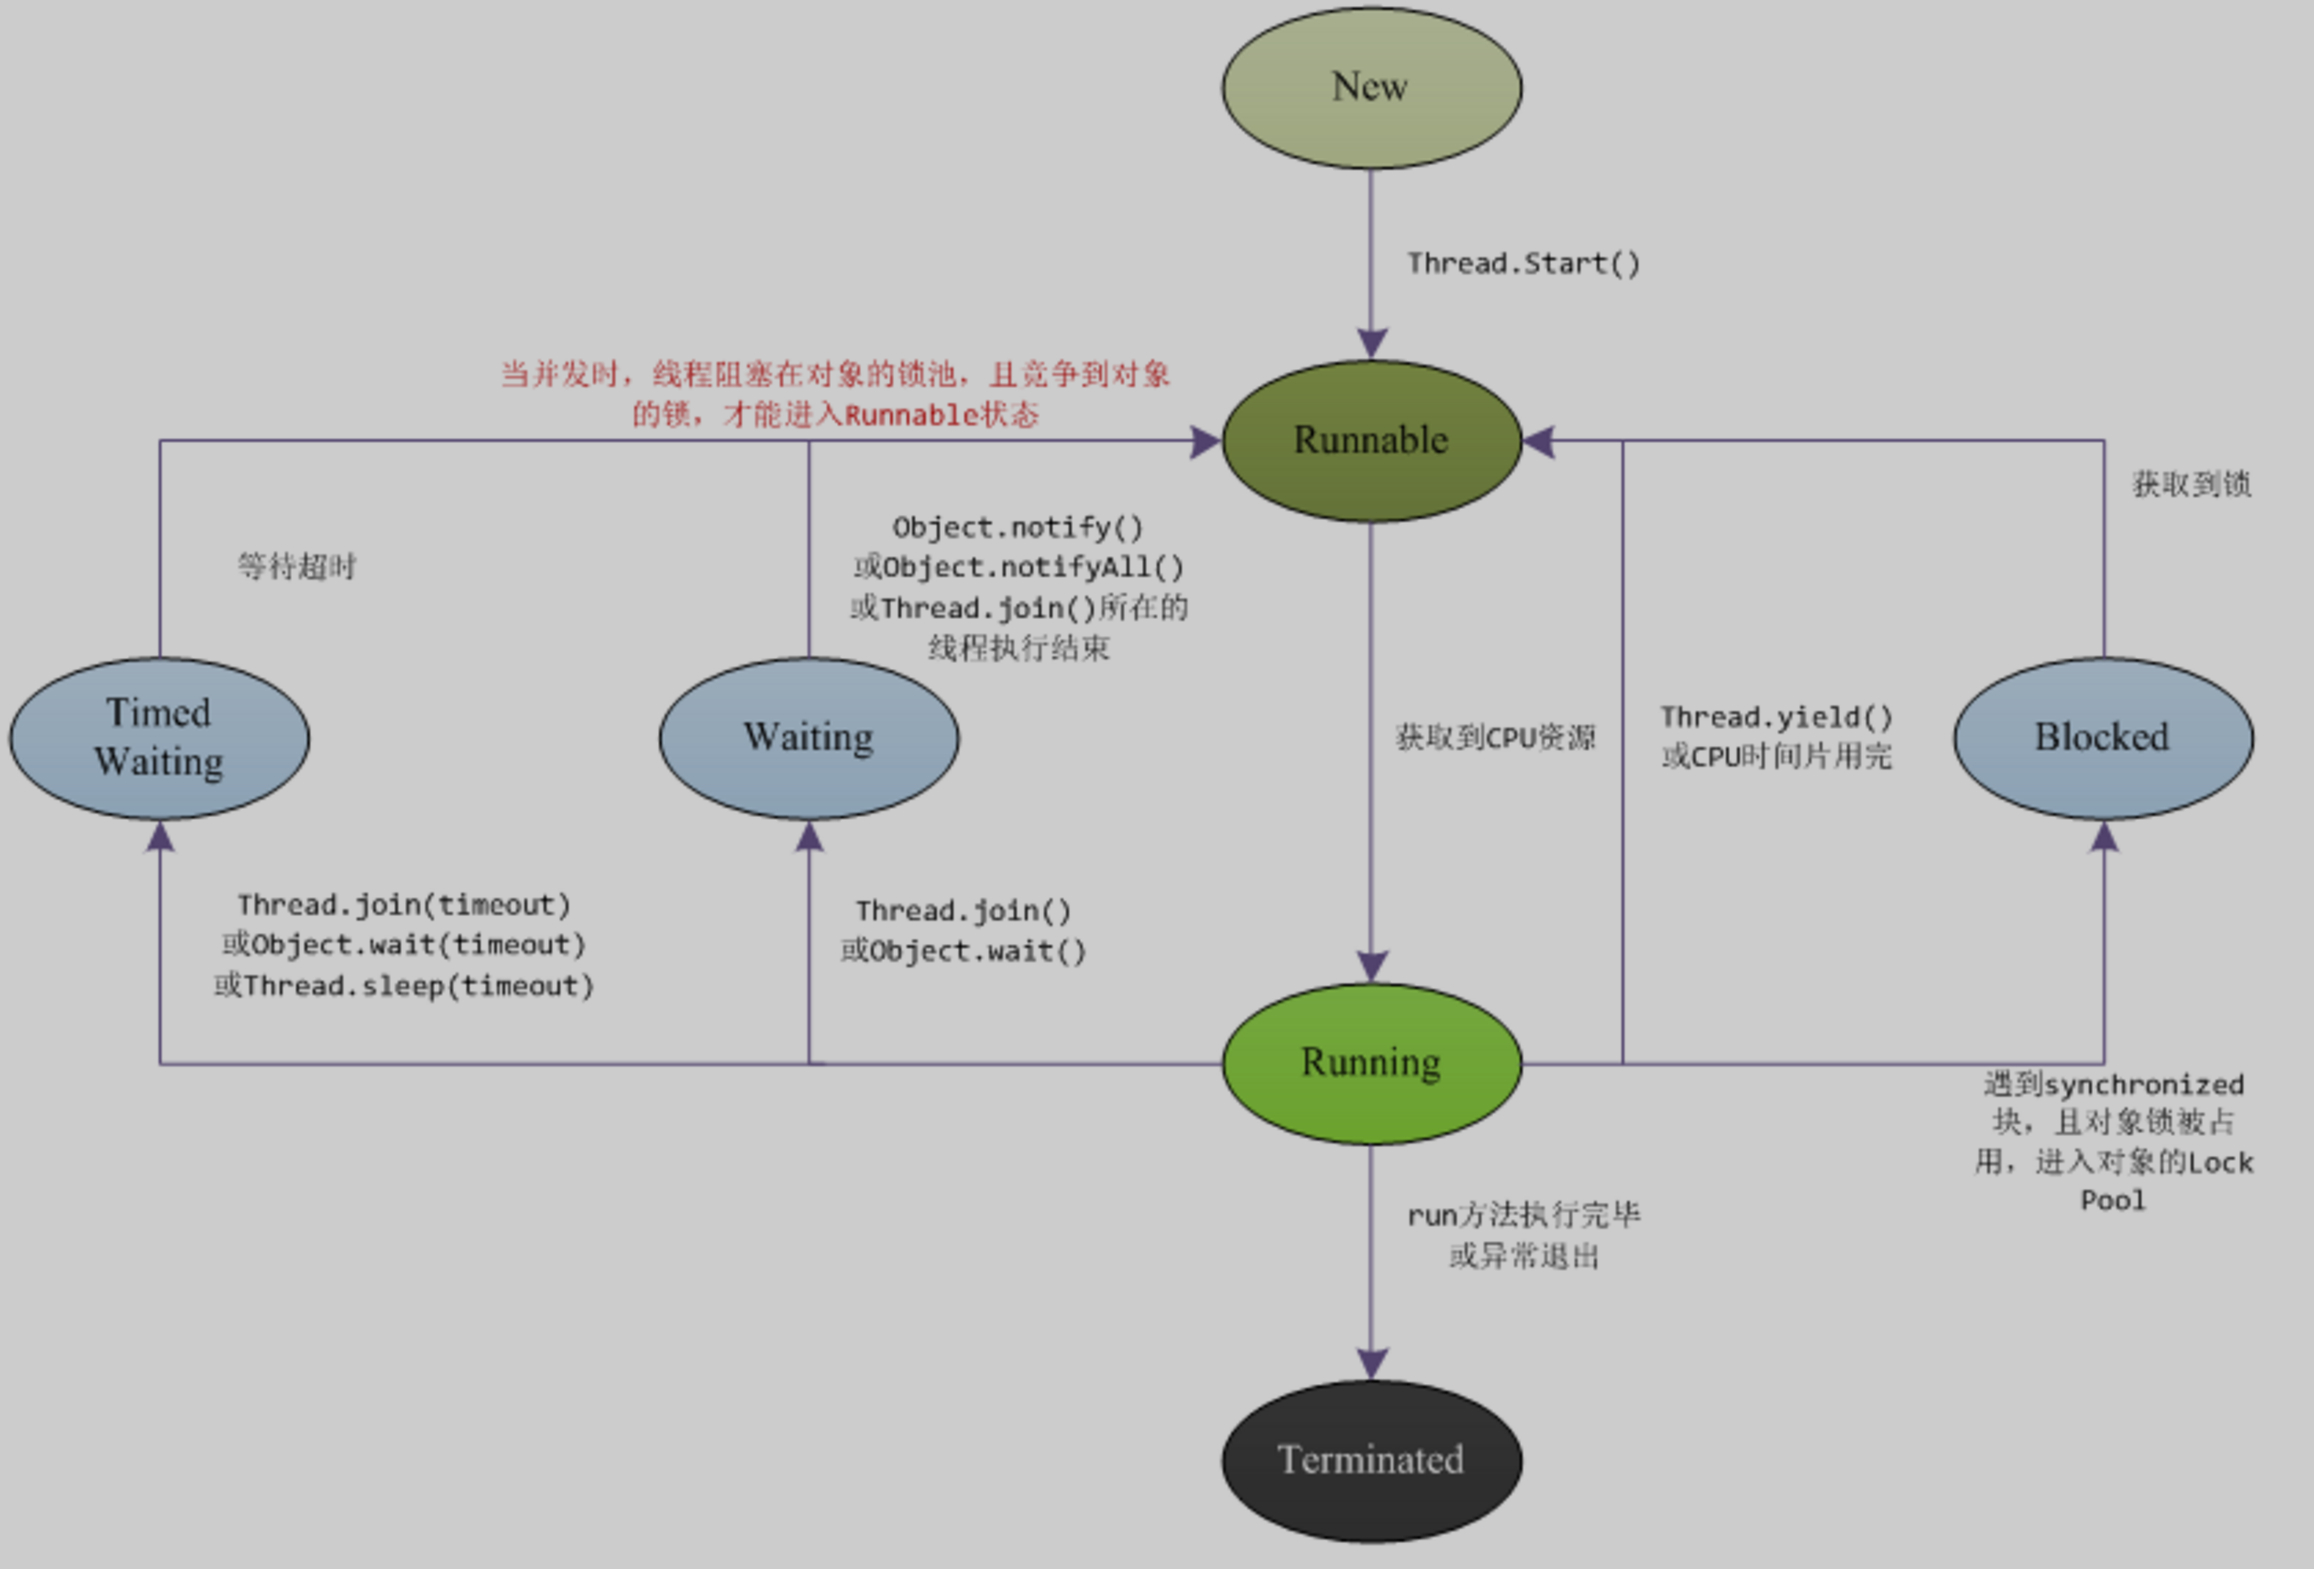 New
Thread.Start()
当并发时，线程阻塞在对象的锁池，且竞争到对象
的锁，才能进入Runnable状态
Runnable
获取到锁
Object.notify()
或Object.notifyAll()
或Thread.join()所在的
线程执行结束
等待超时
Timed
Waiting
Waiting
获取到CPU资源
Thread.yield()
或CPU时间片用完
Blocked
Thread.join(timeout)
或Object.wait(timeout)
或Thread.sleep(timeout)
Thread.join()
或Object.wait()
Running
遇到synchronized
块，且对象锁被占
用，进入对象的Lock
Pool
run方法执行完毕
或异常退出
Terminated